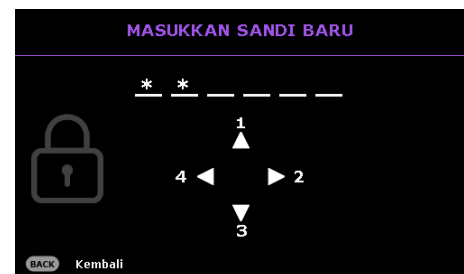 MASUKKAN SANDI BARU
* * _ _ _ _
1
4 2
3
BACK Kembali